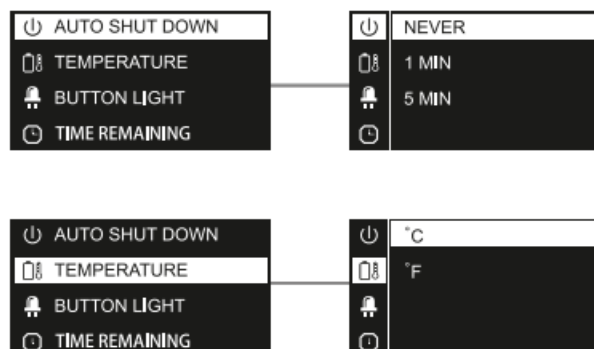 AUTO SHUT DOWN
TEMPERATURE
BUTTON LIGHT
TIME REMAINING
NEVER
1 MIN
5 MIN
AUTO SHUT DOWN
TEMPERATURE
BUTTON LIGHT
TIME REMAINING
°C
°F